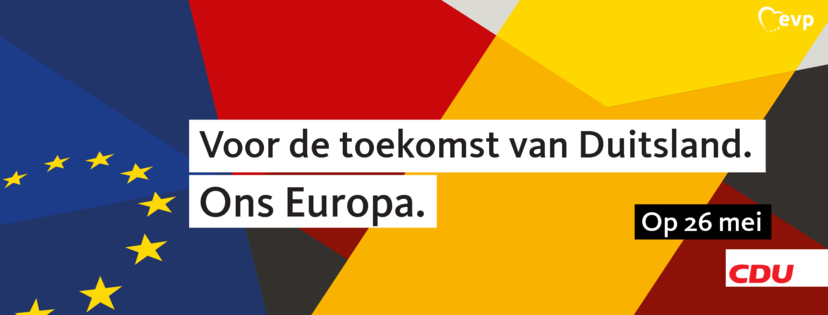 evp
Voor de toekomst van Duitsland.
Ons Europa.
Op 26 mei
CDU